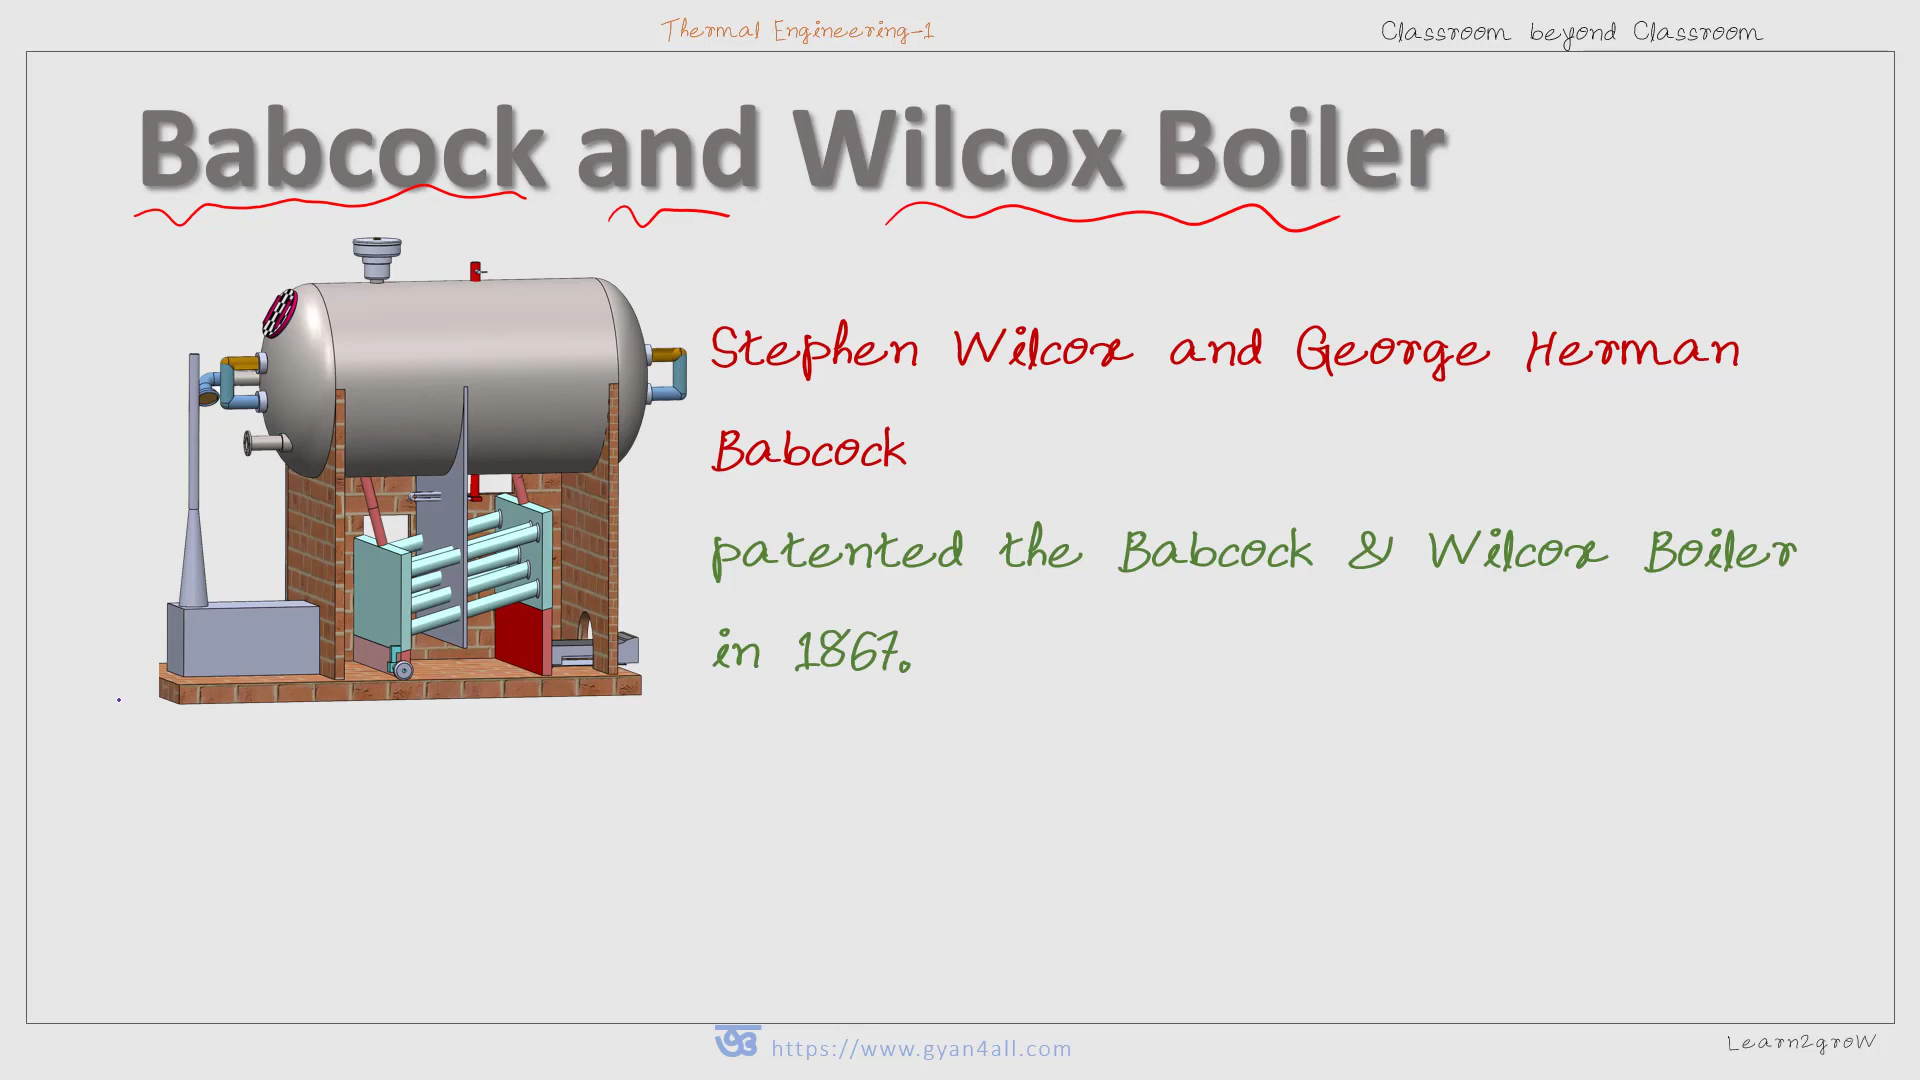 Thermal Engineering-1
Classroom beyond Classroom
Babcock and Wilcox Boiler
Stephen Wilcox and George Herman
Babcock
patented the Babcock & Wilcox Boiler
in 1867.
https://www.gyan4all.com
Learn2groW